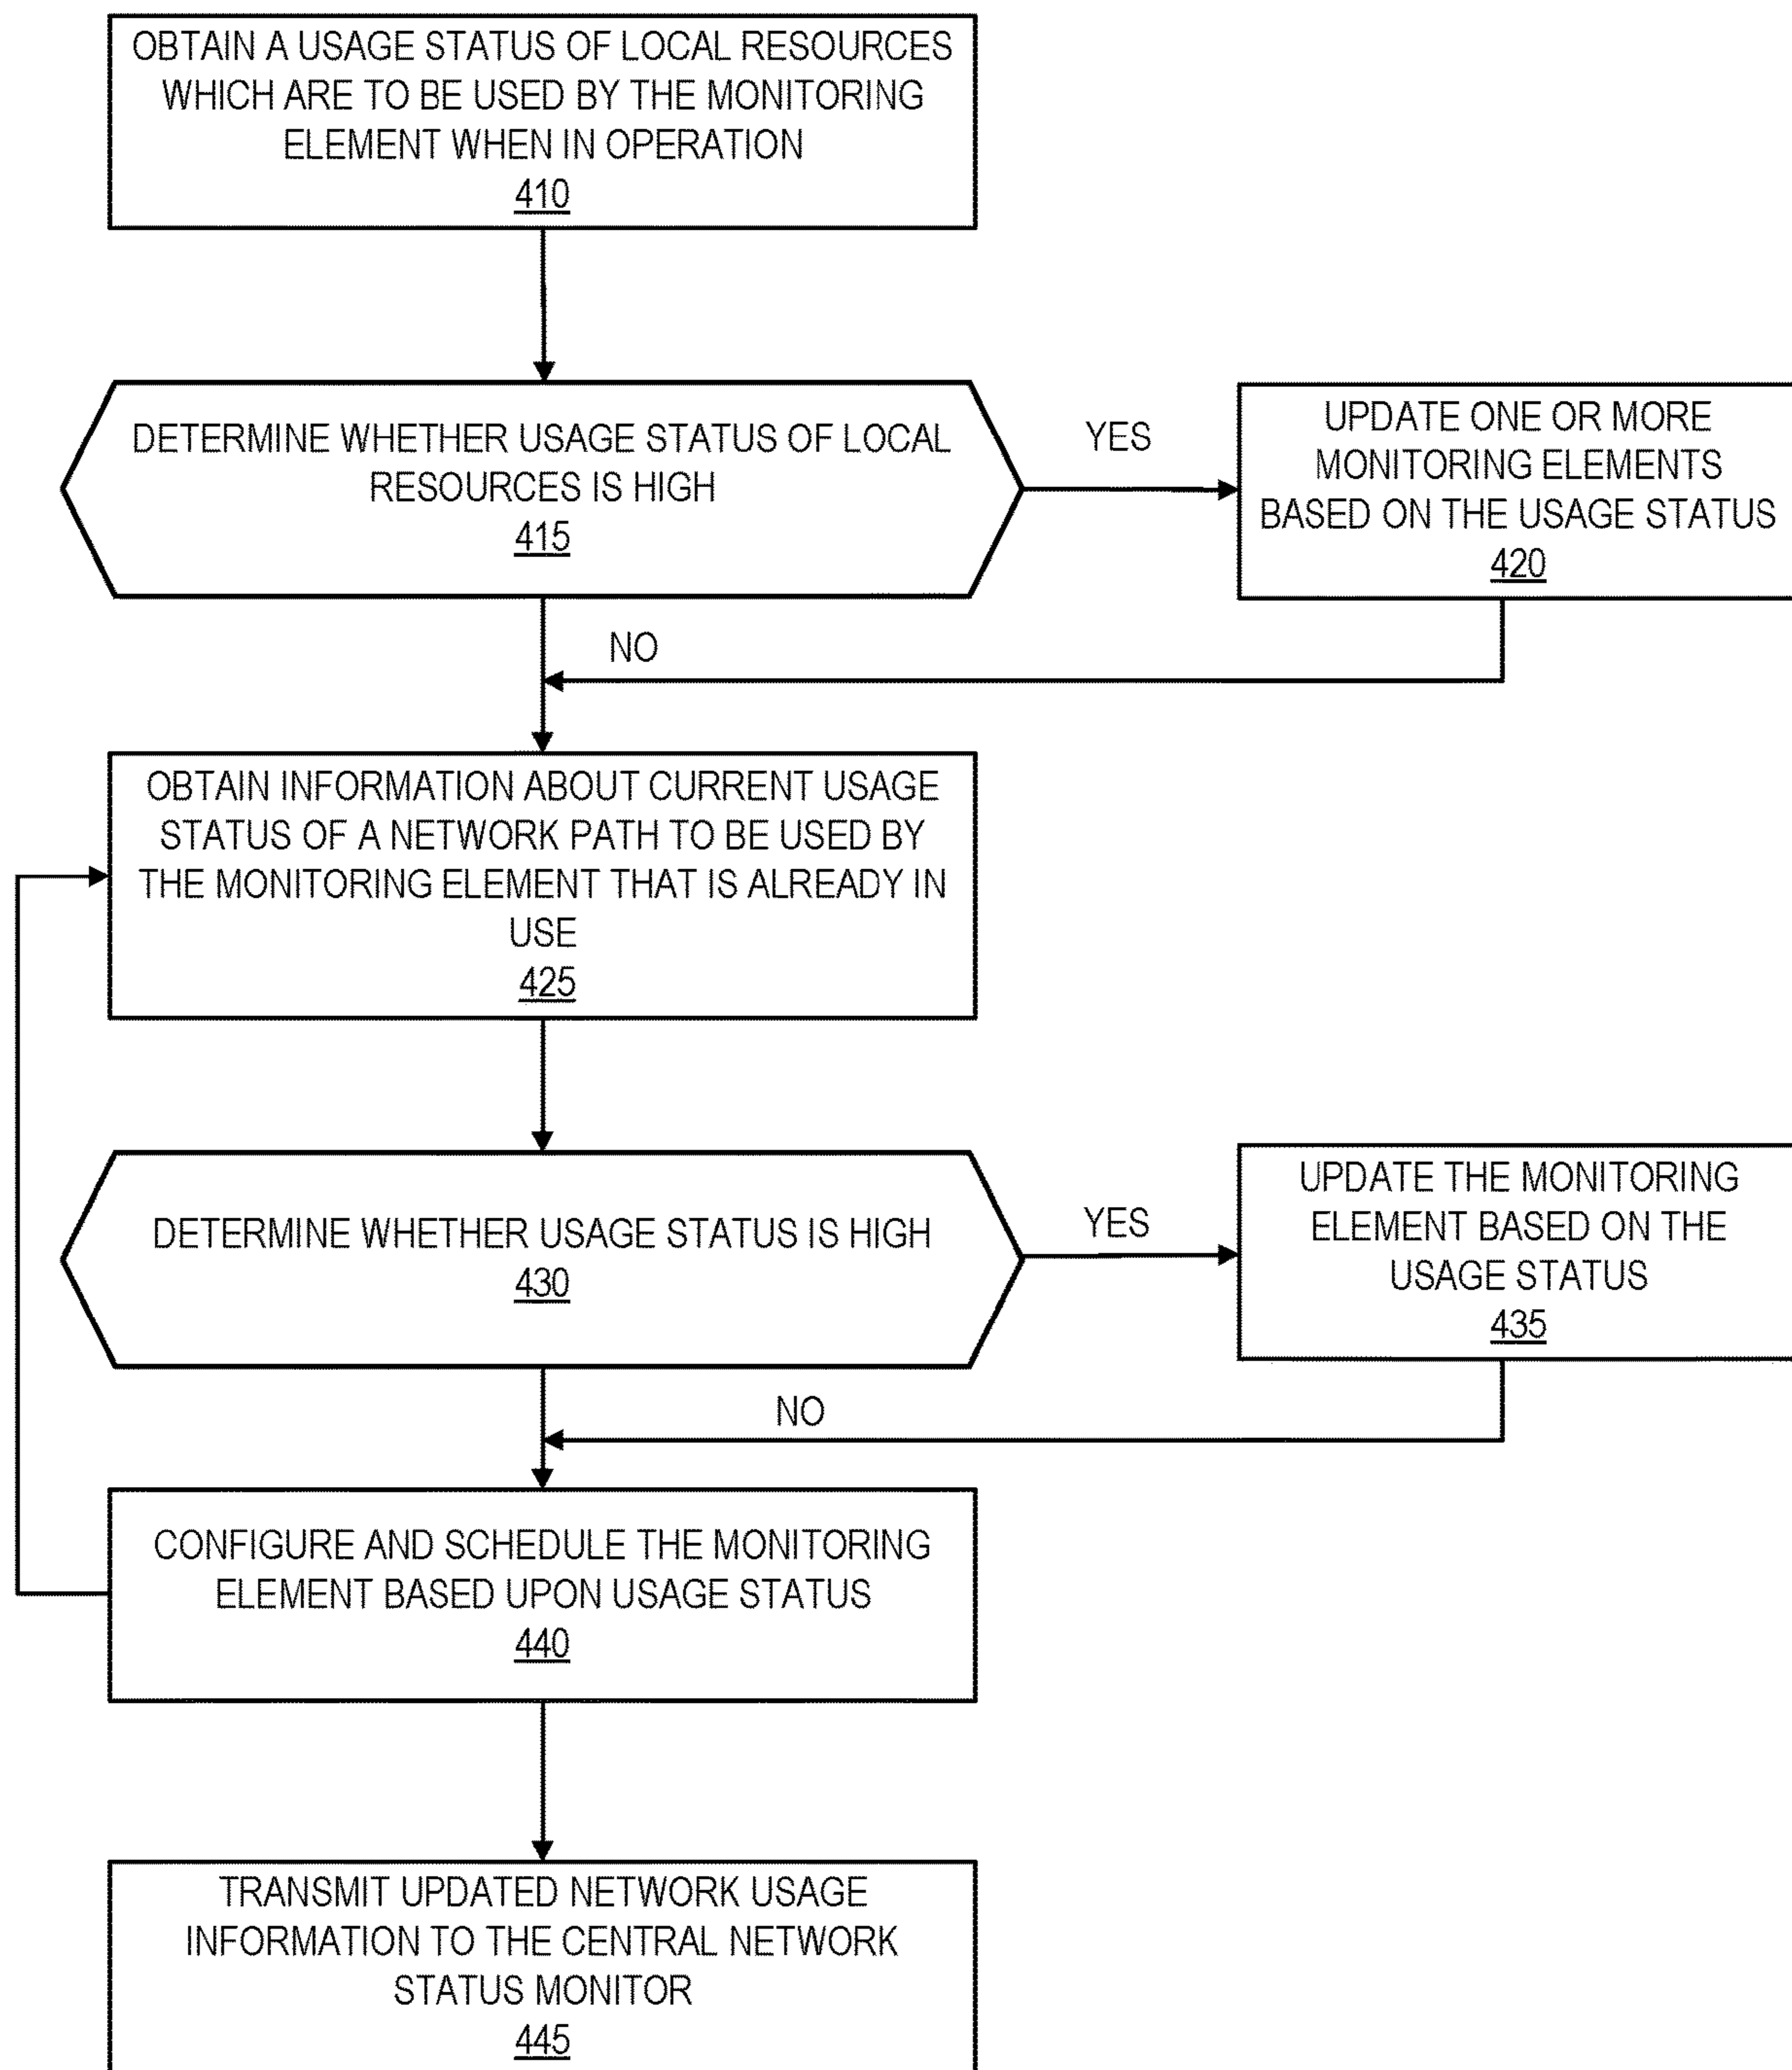 OBTAIN A USAGE STATUS OF LOCAL RESOURCES
WHICH ARE TO BE USED BY THE MONITORING
ELEMENT WHEN IN OPERATION
410
DETERMINE WHETHER USAGE STATUS OF LOCAL
RESOURCES IS HIGH
415
YES
UPDATE ONE OR MORE
MONITORING ELEMENTS
BASED ON THE USAGE STATUS
420
NO
OBTAIN INFORMATION ABOUT CURRENT USAGE
STATUS OF A NETWORK PATH TO BE USED BY
THE MONITORING ELEMENT THAT IS ALREADY IN
USE
425
DETERMINE WHETHER USAGE STATUS IS HIGH
430
YES
UPDATE THE MONITORING
ELEMENT BASED ON THE
USAGE STATUS
435
NO
CONFIGURE AND SCHEDULE THE MONITORING
ELEMENT BASED UPON USAGE STATUS
440
TRANSMIT UPDATED NETWORK USAGE
INFORMATION TO THE CENTRAL NETWORK
STATUS MONITOR
445